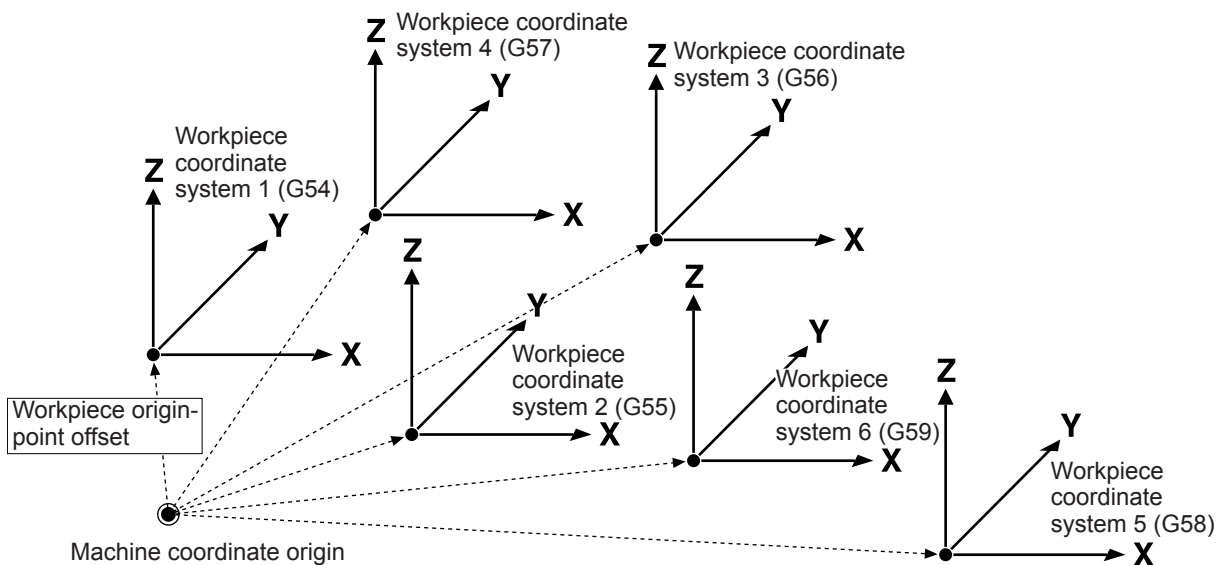 Z
Workpiece coordinate
system 4 (G57)
Y
X
Z
Workpiece coordinate
system 3 (G56)
Y
X
Z
Workpiece
coordinate
system 1 (G54)
Y
X
Z
Y
Workpiece
coordinate
system 2 (G55)
X
Z
Y
Workpiece
coordinate
system 6 (G59)
X
Z
Y
Workpiece
coordinate
system 5 (G58)
X
Workpiece origin-
point offset
Machine coordinate origin